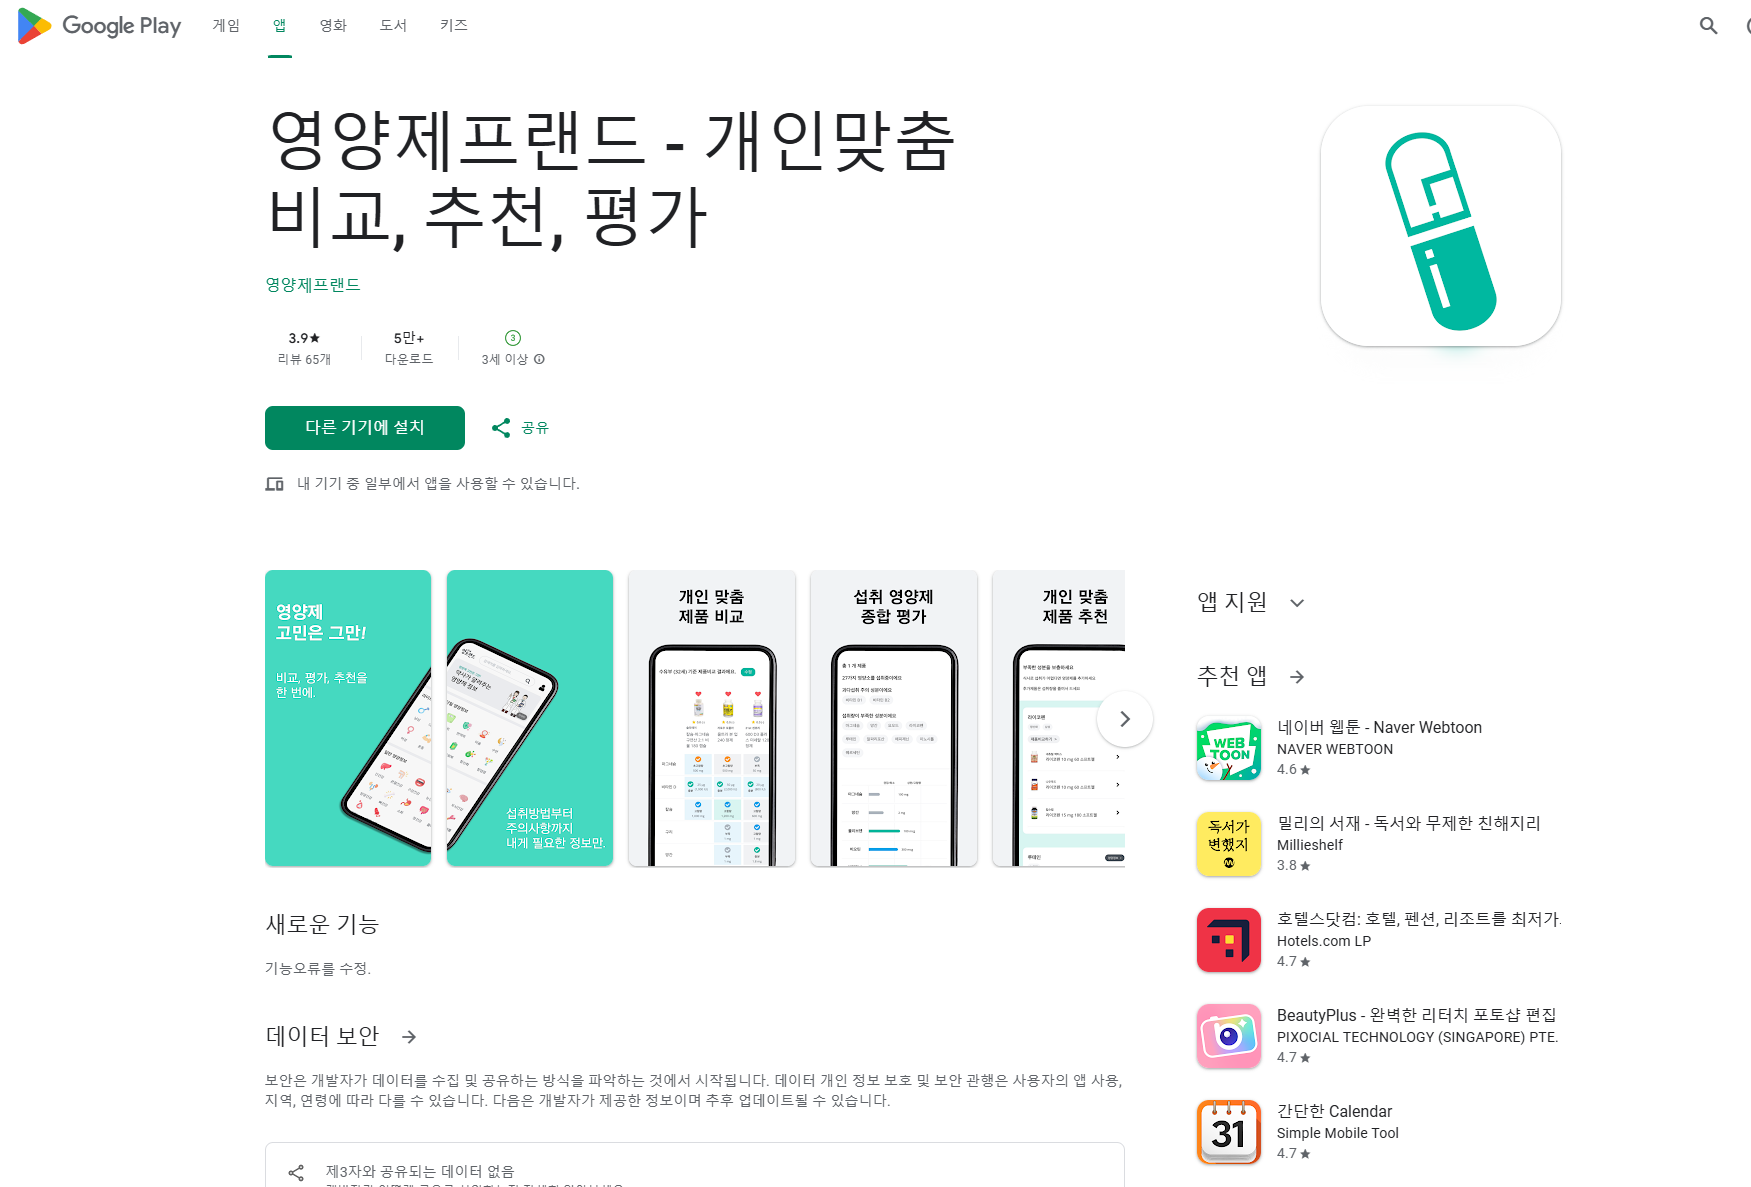 Google Play
게임
앱
영화
도서
키즈
영양제프랜드 - 개인맞춤
비교, 추천, 평가
영양제프랜드
3.9★
리뷰 65개
5만+
다운로드
3
3세 이상
다른 기기에 설치
공유
내 기기 중 일부에서 앱을 사용할 수 있습니다.
영양제
고민은 그만!
비교, 평가, 추천을
한 번에.
섭취방법부터
주의사항까지
내게 필요한 정보만.
개인 맞춤
제품 비교
섭취 영양제
종합 평가
개인 맞춤
제품 추천
새로운 기능
기능오류를 수정.
데이터 보안
보안은 개발자가 데이터를 수집 및 공유하는 방식을 파악하는 것에서 시작됩니다. 데이터 개인 정보 보호 및 보안 관행은 사용자의 앱 사용,
지역, 연령에 따라 다를 수 있습니다. 다음은 개발자가 제공한 정보이며 추후 업데이트될 수 있습니다.
제3자와 공유되는 데이터 없음
앱 지원
추천 앱
WEB
TOON
네이버 웹툰 - Naver Webtoon
NAVER WEBTOON
4.6★
독서가
변했지
밀리의 서재 - 독서와 무제한 친해지리
Millieshelf
3.8★
호텔스닷컴: 호텔, 펜션, 리조트를 최저가
Hotels.com LP
4.7★
BeautyPlus - 완벽한 리터치 포토샵 편집
PIXOCIAL TECHNOLOGY (SINGAPORE) PTE.
4.7★
31
간단한 Calendar
Simple Mobile Tool
4.7★